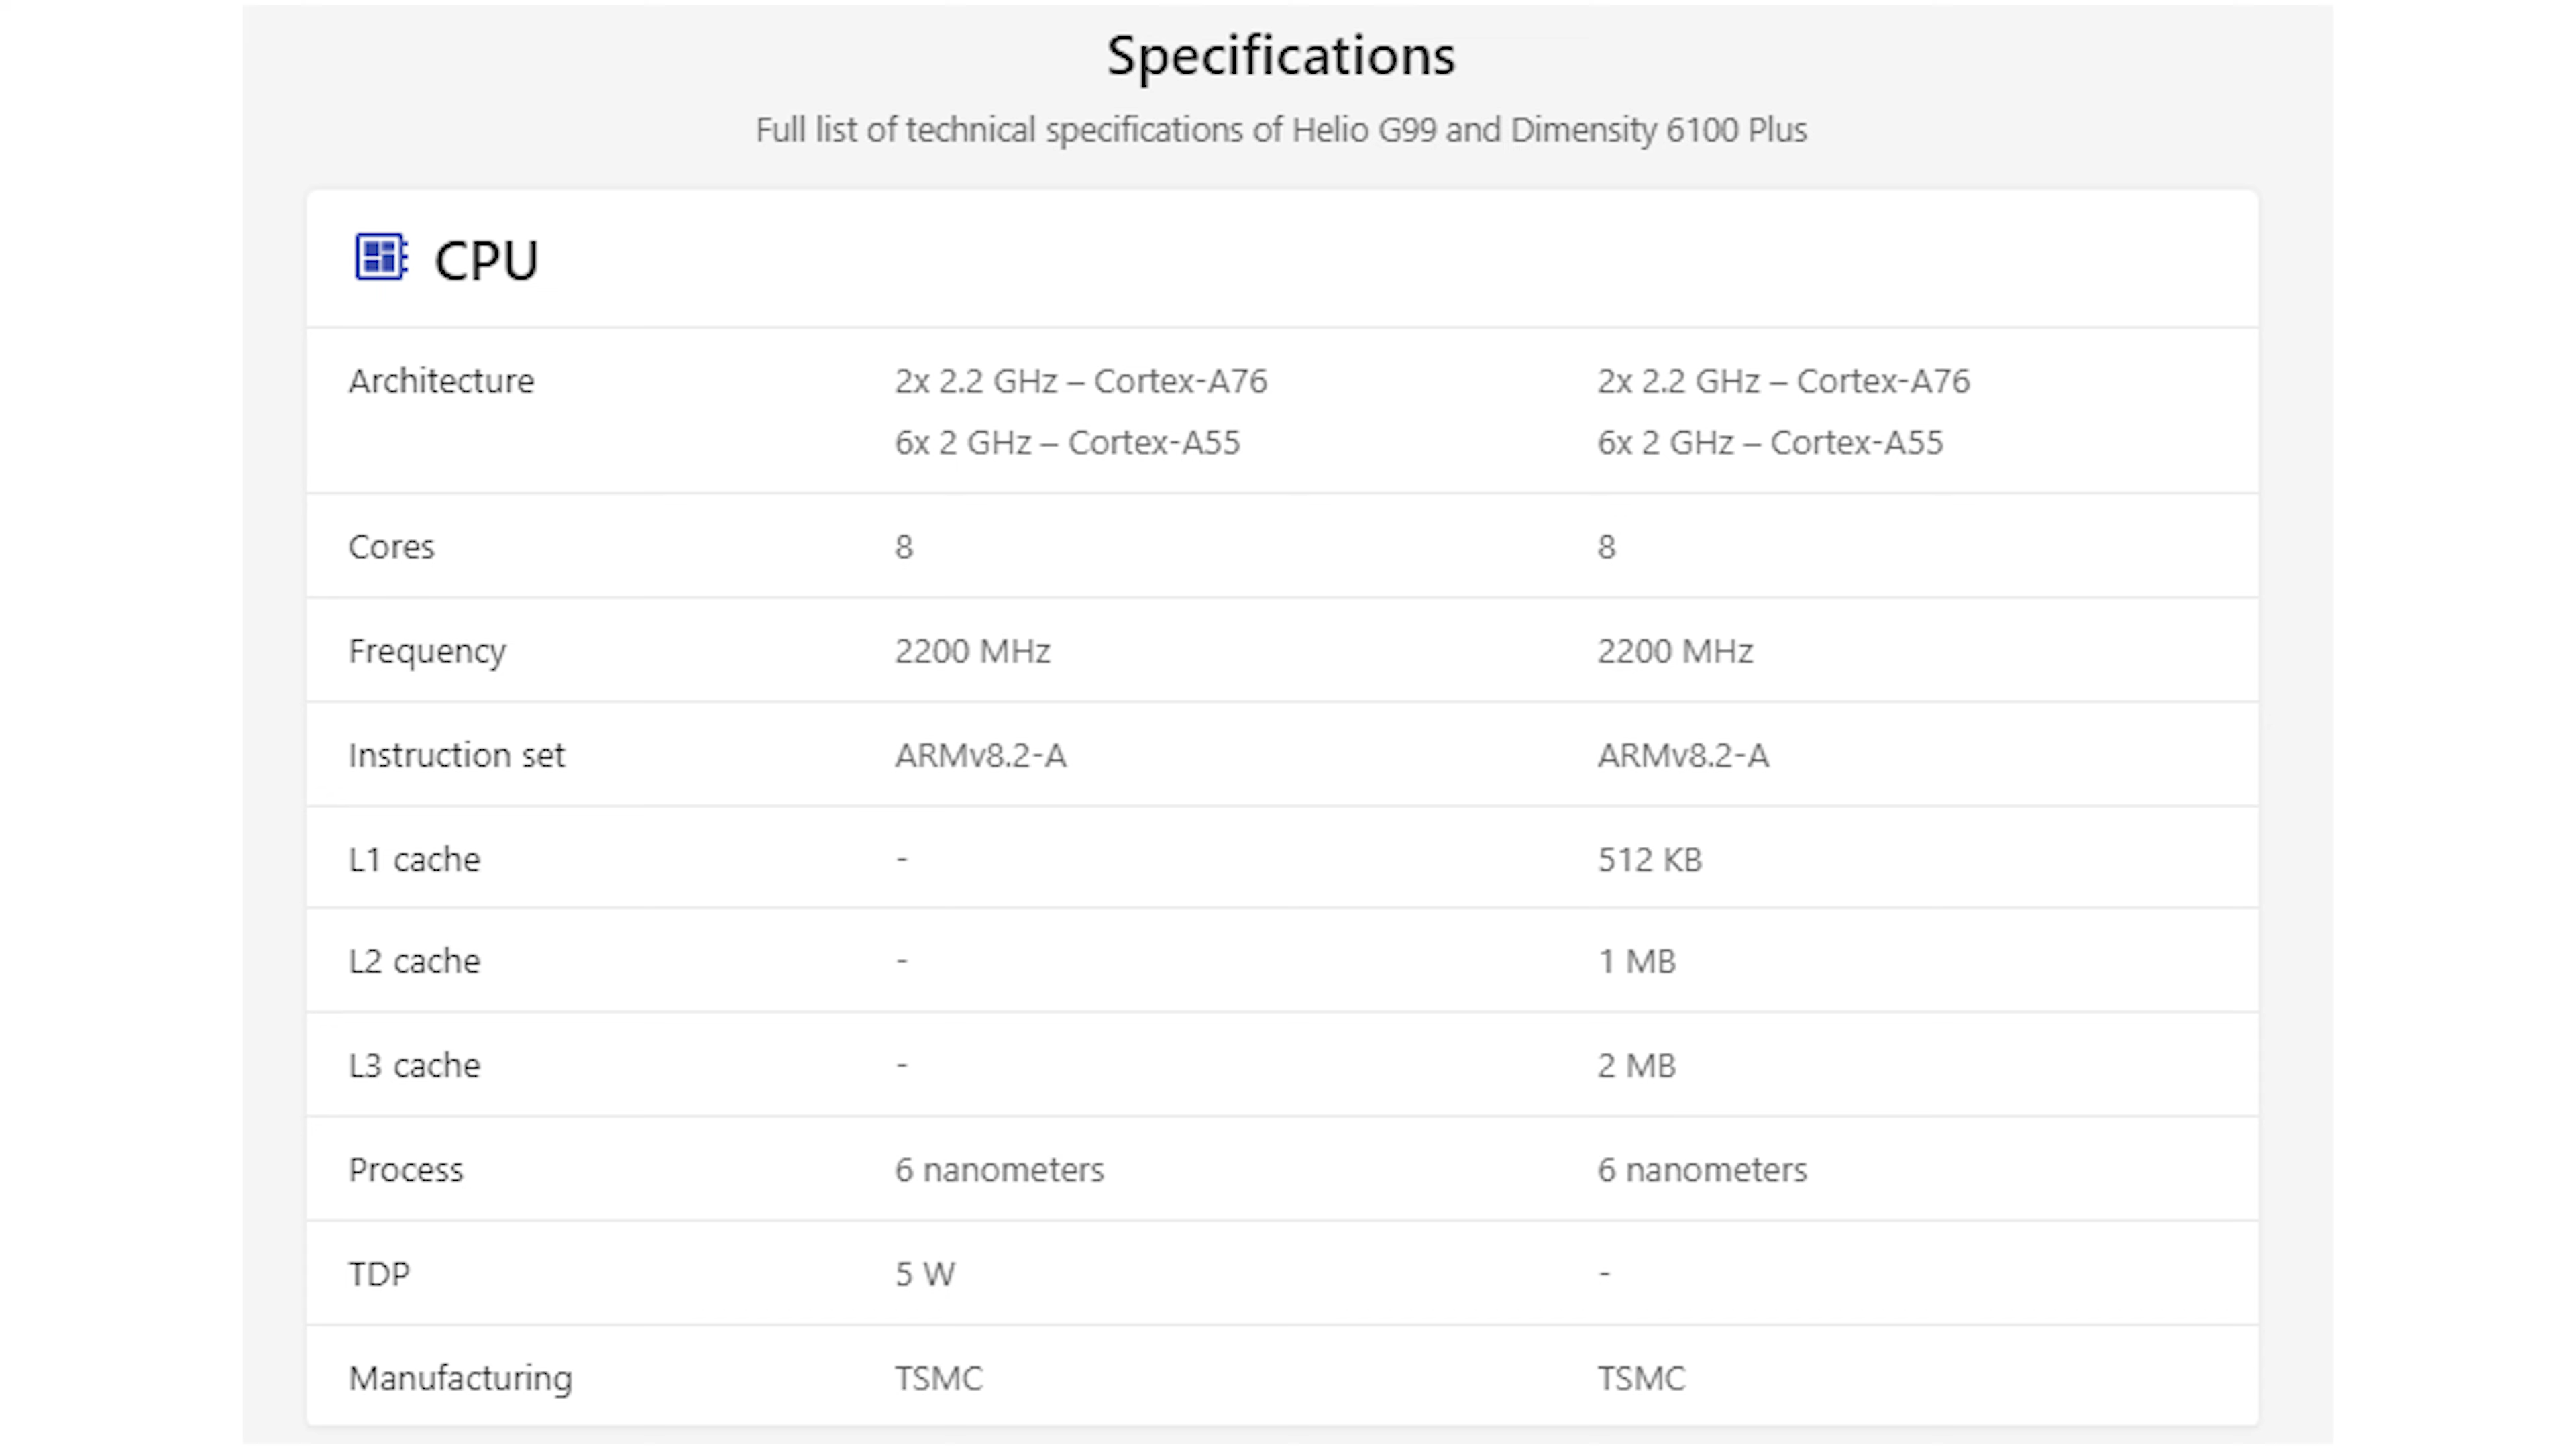 Specifications
Full list of technical specifications of Helio G99 and Dimensity 6100 Plus
CPU
Architecture 2x 2.2 GHz – Cortex-A76 2x 2.2 GHz – Cortex-A76
6x 2 GHz – Cortex-A55 6x 2 GHz – Cortex-A55
Cores 8 8
Frequency 2200 MHz 2200 MHz
Instruction set ARMv8.2-A ARMv8.2-A
L1 cache - 512 KB
L2 cache - 1 MB
L3 cache - 2 MB
Process 6 nanometers 6 nanometers
TDP 5 W -
Manufacturing TSMC TSMC